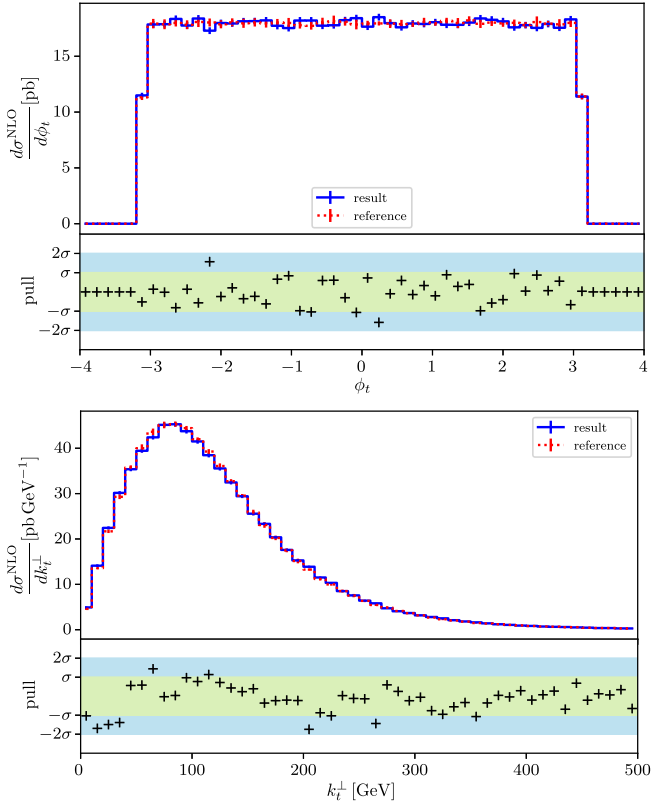 dσ^NLO/dϕ_t [pb]
15
10
5
0
result
reference
pull
2σ
σ
−σ
−2σ
−4 −3 −2 −1 0 1 2 3 4
ϕ_t
dσ^NLO/dk_t^⊥ [pb GeV^−1]
40
30
20
10
0
result
reference
pull
2σ
σ
−σ
−2σ
0 100 200 300 400 500
k_t^⊥ [GeV]